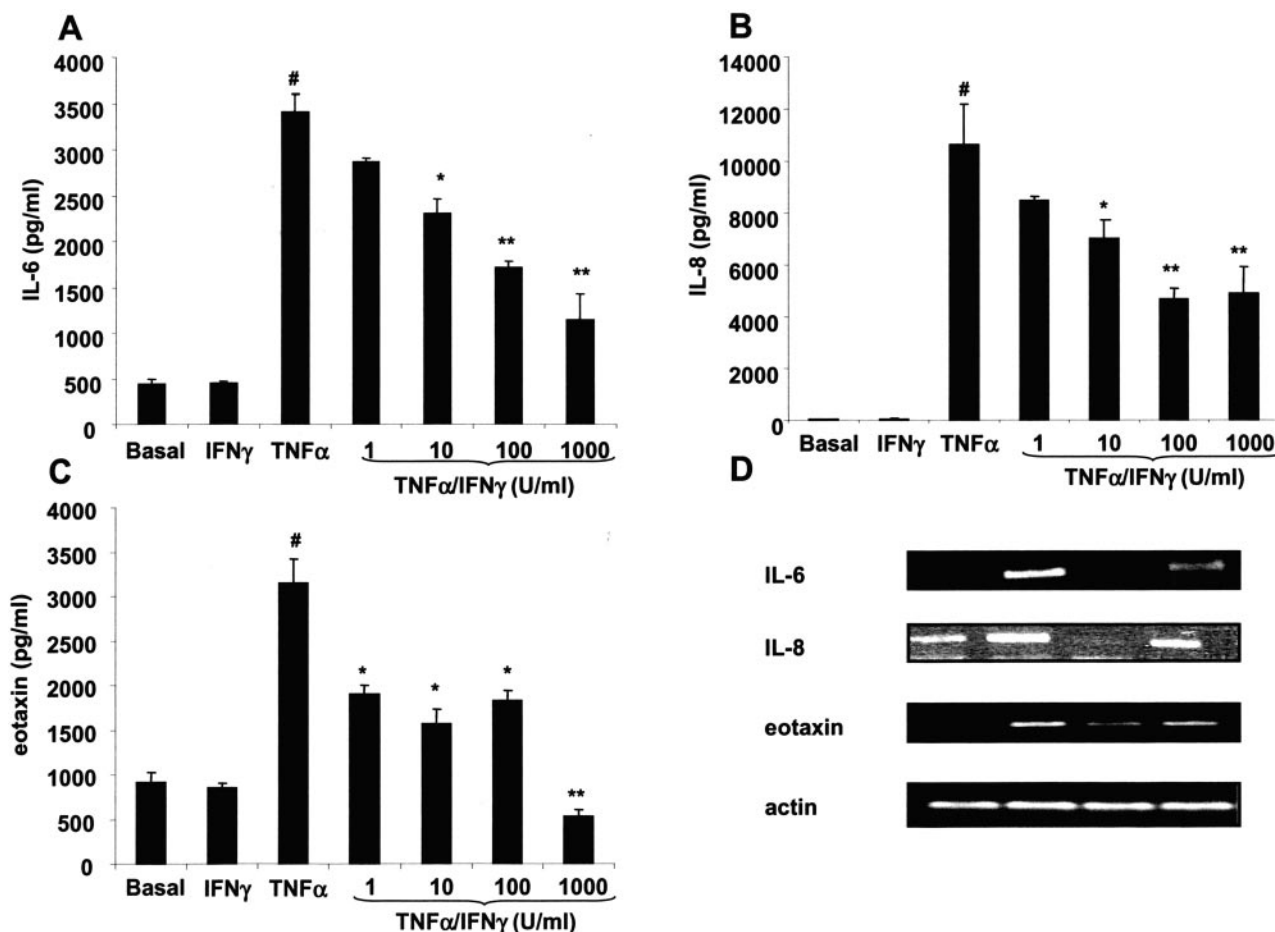 A
4000
3500
3000
2500
2000
1500
1000
500
0
IL-6 (pg/ml)
#
*
**
**
Basal IFNγ TNFα 1 10 100 1000
TNFα/IFNγ (U/ml)
B
14000
12000
10000
8000
6000
4000
2000
0
IL-8 (pg/ml)
#
*
**
**
Basal IFNγ TNFα 1 10 100 1000
TNFα/IFNγ (U/ml)
C
4000
3500
3000
2500
2000
1500
1000
500
0
eotaxin (pg/ml)
#
*
*
*
**
Basal IFNγ TNFα 1 10 100 1000
TNFα/IFNγ (U/ml)
D
IL-6
IL-8
eotaxin
actin